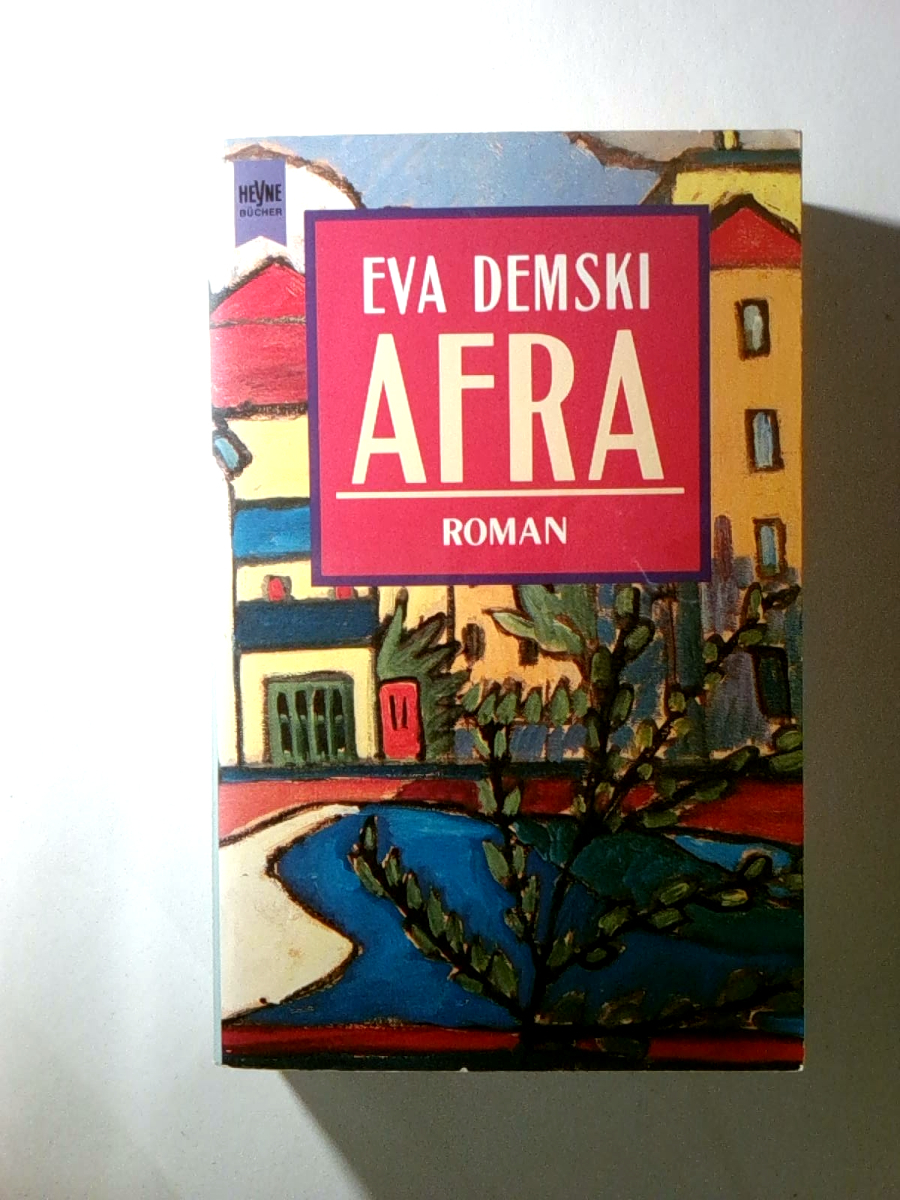 HEYNE
BÜCHER
EVA DEMSKI
AFRA
ROMAN